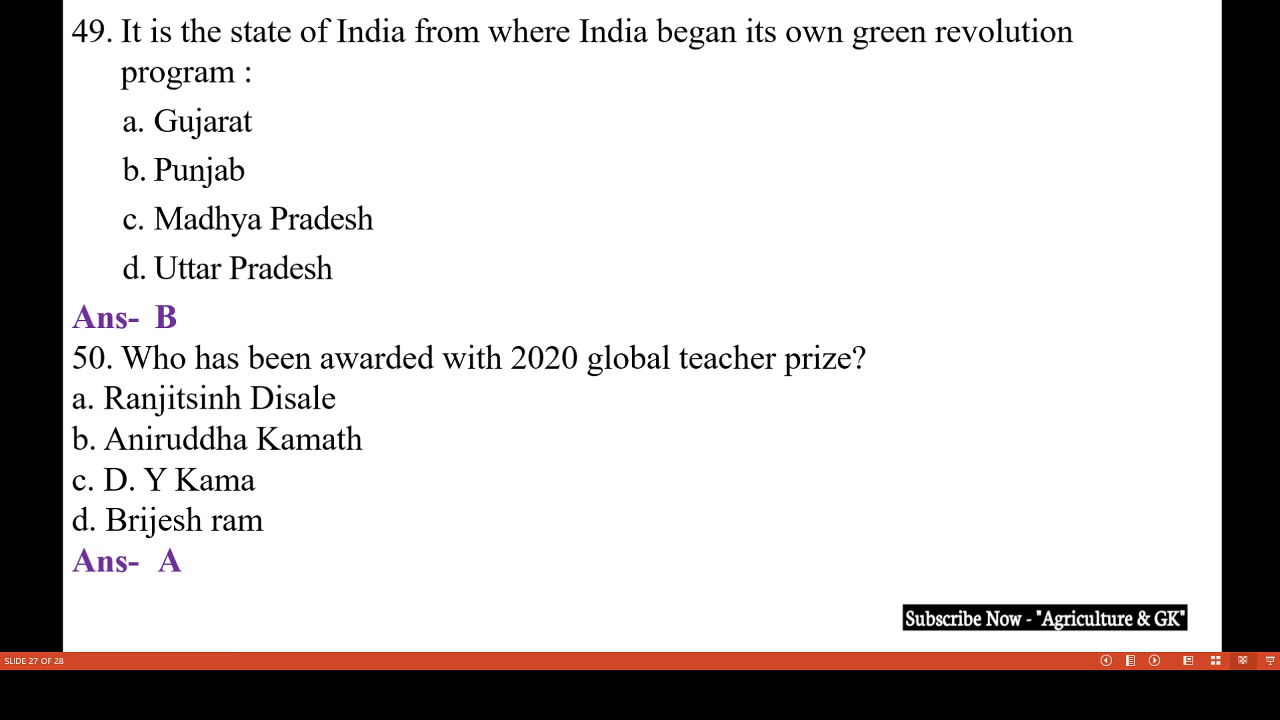 49. It is the state of India from where India began its own green revolution
program :
a. Gujarat
b. Punjab
c. Madhya Pradesh
d. Uttar Pradesh
Ans- B
50. Who has been awarded with 2020 global teacher prize?
a. Ranjitsinh Disale
b. Aniruddha Kamath
c. D. Y Kama
d. Brijesh ram
Ans- A
Subscribe Now - "Agriculture & GK"
SLIDE 27 OF 28